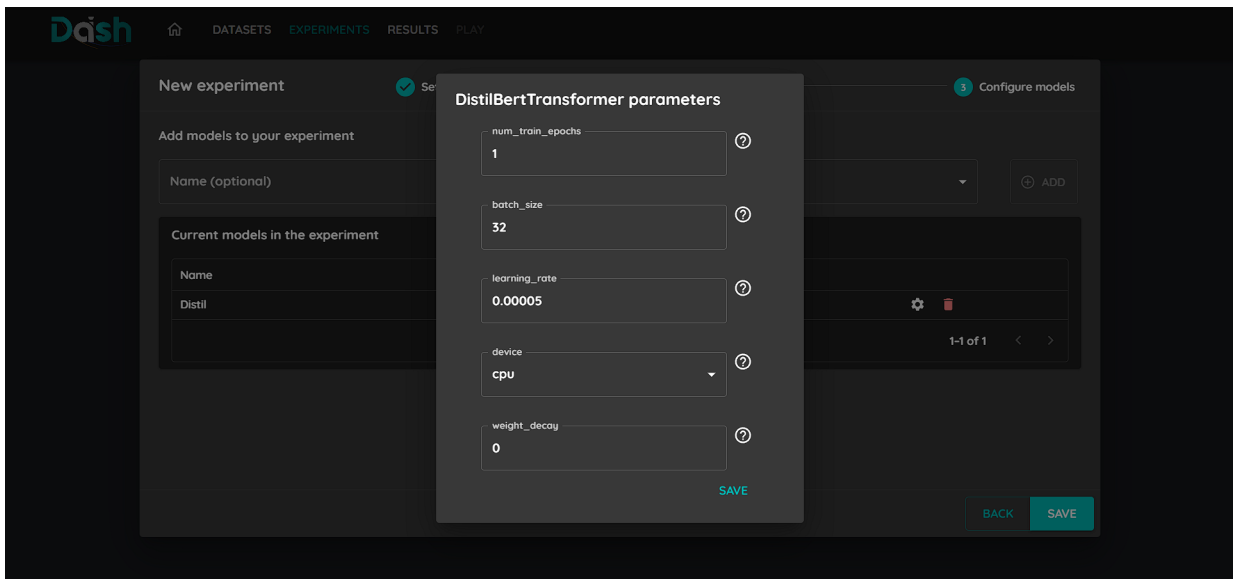 Dash
DATASETS EXPERIMENTS RESULTS PLAY
New experiment
Se
3 Configure models
Add models to your experiment
Name (optional)
ADD
Current models in the experiment
Name
Distil
1-1 of 1
BACK SAVE
DistilBertTransformer parameters
num_train_epochs
1
batch_size
32
learning_rate
0.00005
device
cpu
weight_decay
0
SAVE